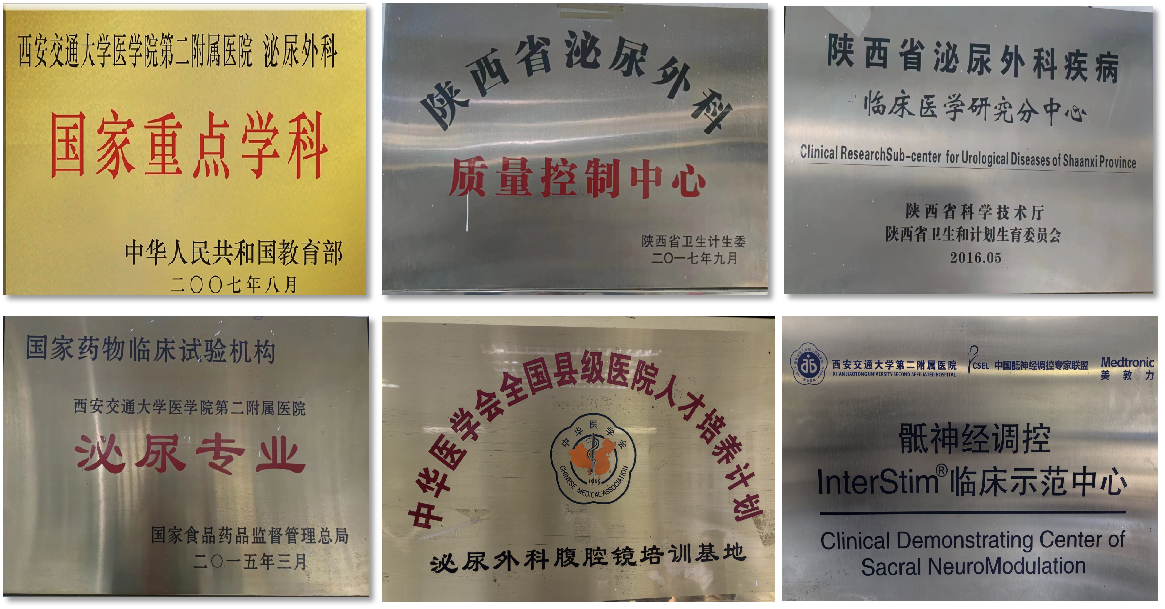 西安交通大学医学院第二附属医院 泌尿外科
国家重点学科
中华人民共和国教育部
二〇〇七年八月
陕西省泌尿外科
质量控制中心
陕西省卫生计生委
二〇一七年九月
陕西省泌尿外科疾病
临床医学研究分中心
Clinical ResearchSub-center for Urological Diseases of Shaanxi Province
陕西省科学技术厅
陕西省卫生和计划生育委员会
2016.05
国家药物临床试验机构
西安交通大学医学院第二附属医院
泌尿专业
国家食品药品监督管理总局
二〇一五年三月
中华医学会全国县级医院人才培养计划
中华医学会
1915
CHINESE MEDICAL ASSOCIATION
泌尿外科腹腔镜培训基地
西安交通大学第二附属医院
XI'AN JIAOTONG UNIVERSITY SECOND AFFILIATED HOSPITAL
CSEL 中国骶神经调控专家联盟
Medtronic
美敦力
骶神经调控
InterStim®临床示范中心
Clinical Demonstrating Center of
Sacral NeuroModulation